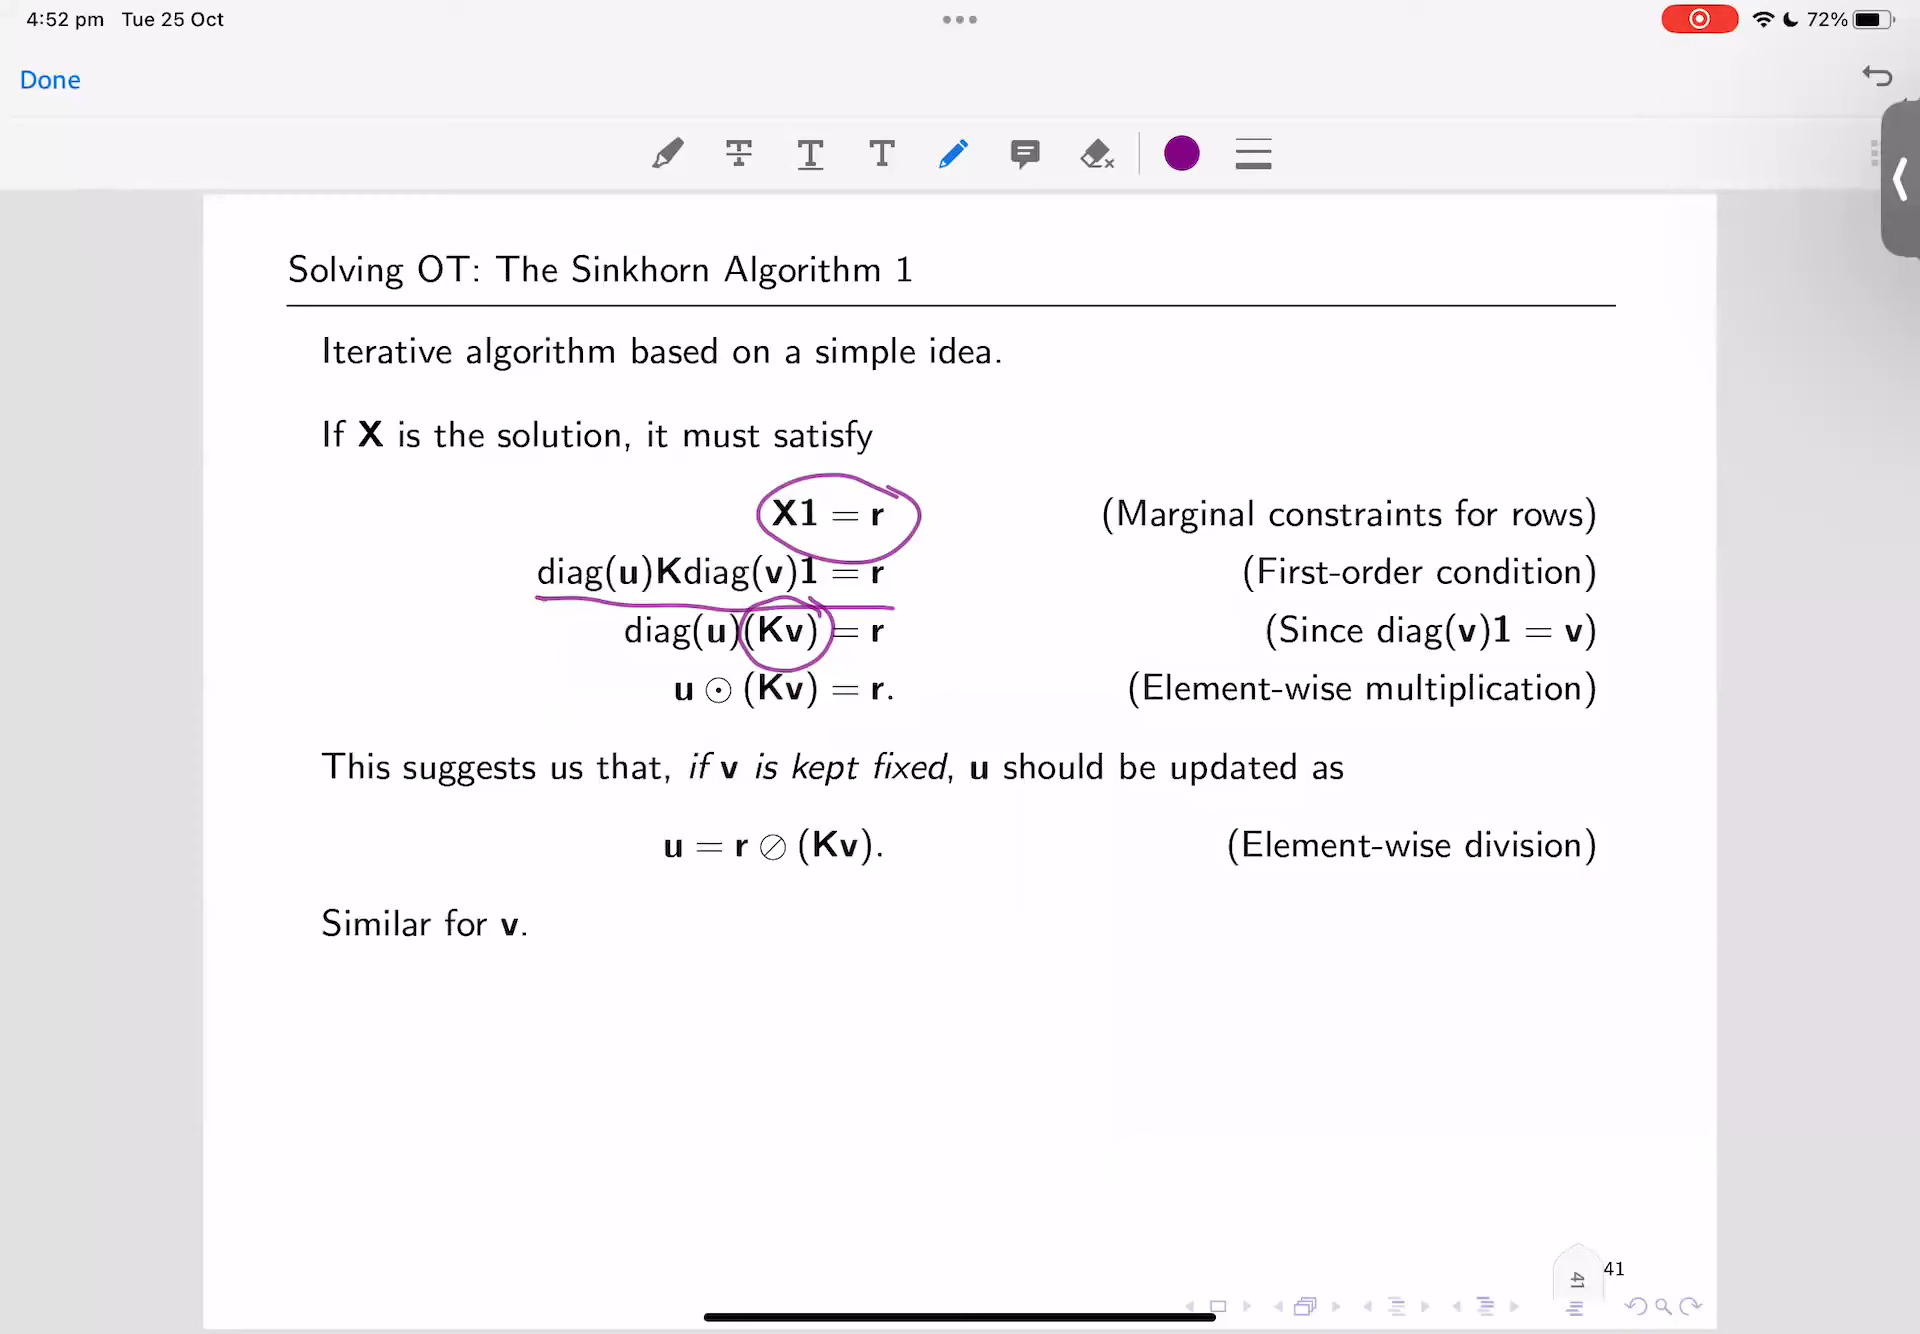 4:52 pm Tue 25 Oct 72%
Done
Solving OT: The Sinkhorn Algorithm 1
Iterative algorithm based on a simple idea.
If X is the solution, it must satisfy
X1 = r (Marginal constraints for rows)
diag(u)Kdiag(v)1 = r (First-order condition)
diag(u)(Kv) = r (Since diag(v)1 = v)
u ⊙ (Kv) = r. (Element-wise multiplication)
This suggests us that, if v is kept fixed, u should be updated as
u = r ⊘ (Kv). (Element-wise division)
Similar for v.
41 41